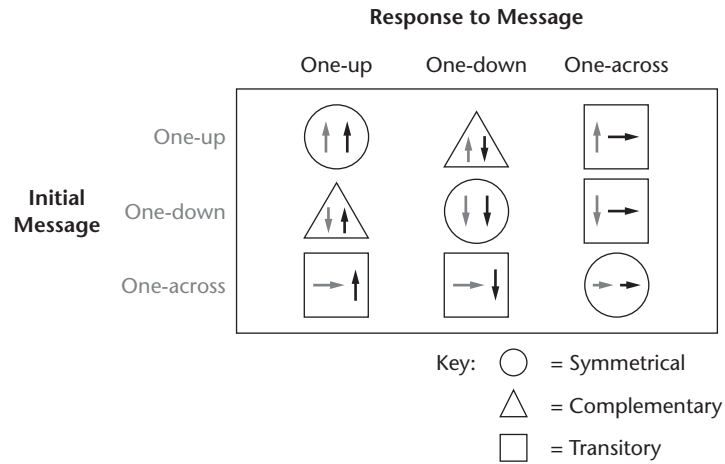 Response to Message
One-up One-down One-across
One-up
One-down
Initial
Message
One-across
Key: = Symmetrical
= Complementary
= Transitory